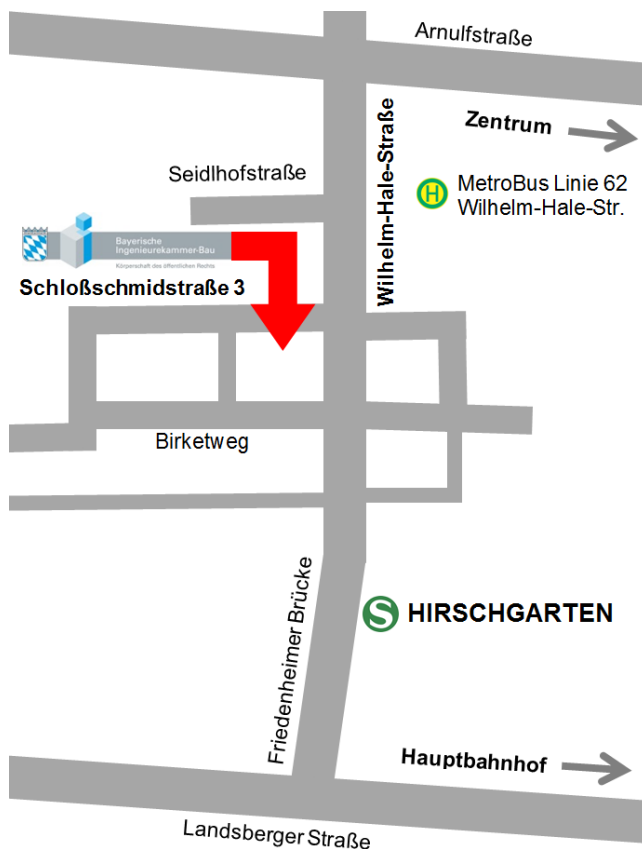 Arnulfstraße
Zentrum
Wilhelm-Hale-Straße
Seidlhofstraße
H
MetroBus Linie 62
Wilhelm-Hale-Str.
Bayerische
Ingenieurekammer-Bau
Körperschaft des öffentlichen Rechts
Schloßschmidstraße 3
Birketweg
Friedenheimer Brücke
S HIRSCHGARTEN
Hauptbahnhof
Landsberger Straße